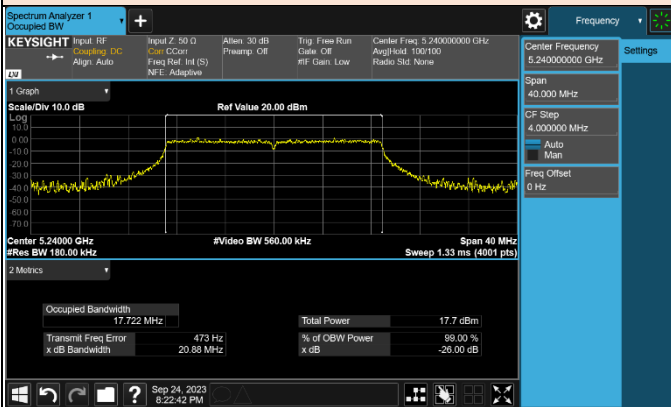 Spectrum Analyzer 1
Occupied BW
+
Frequency
KEYSIGHT
Input: RF
Coupling: DC
Align: Auto
Input Z: 50 Ω
Corr CCorr
Freq Ref: Int (S)
NFE: Adaptive
Atten: 30 dB
Preamp: Off
Trig: Free Run
Gate: Off
#IF Gain: Low
Center Freq: 5.240000000 GHz
Avg|Hold: 100/100
Radio Std: None
LXI
Center Frequency
5.240000000 GHz
Settings
Span
40.000 MHz
CF Step
4.000000 MHz
Auto
Man
Freq Offset
0 Hz
1 Graph
Scale/Div 10.0 dB
Ref Value 20.00 dBm
Log
10.0
0.00
-10.0
-20.0
-30.0
-40.0
-50.0
-60.0
-70.0
Center 5.24000 GHz
#Video BW 560.00 kHz
Span 40 MHz
#Res BW 180.00 kHz
Sweep 1.33 ms (4001 pts)
2 Metrics
Occupied Bandwidth
17.722 MHz
Total Power 17.7 dBm
Transmit Freq Error 473 Hz
% of OBW Power 99.00 %
x dB Bandwidth 20.88 MHz
x dB -26.00 dB
?
Sep 24, 2023
8:22:42 PM